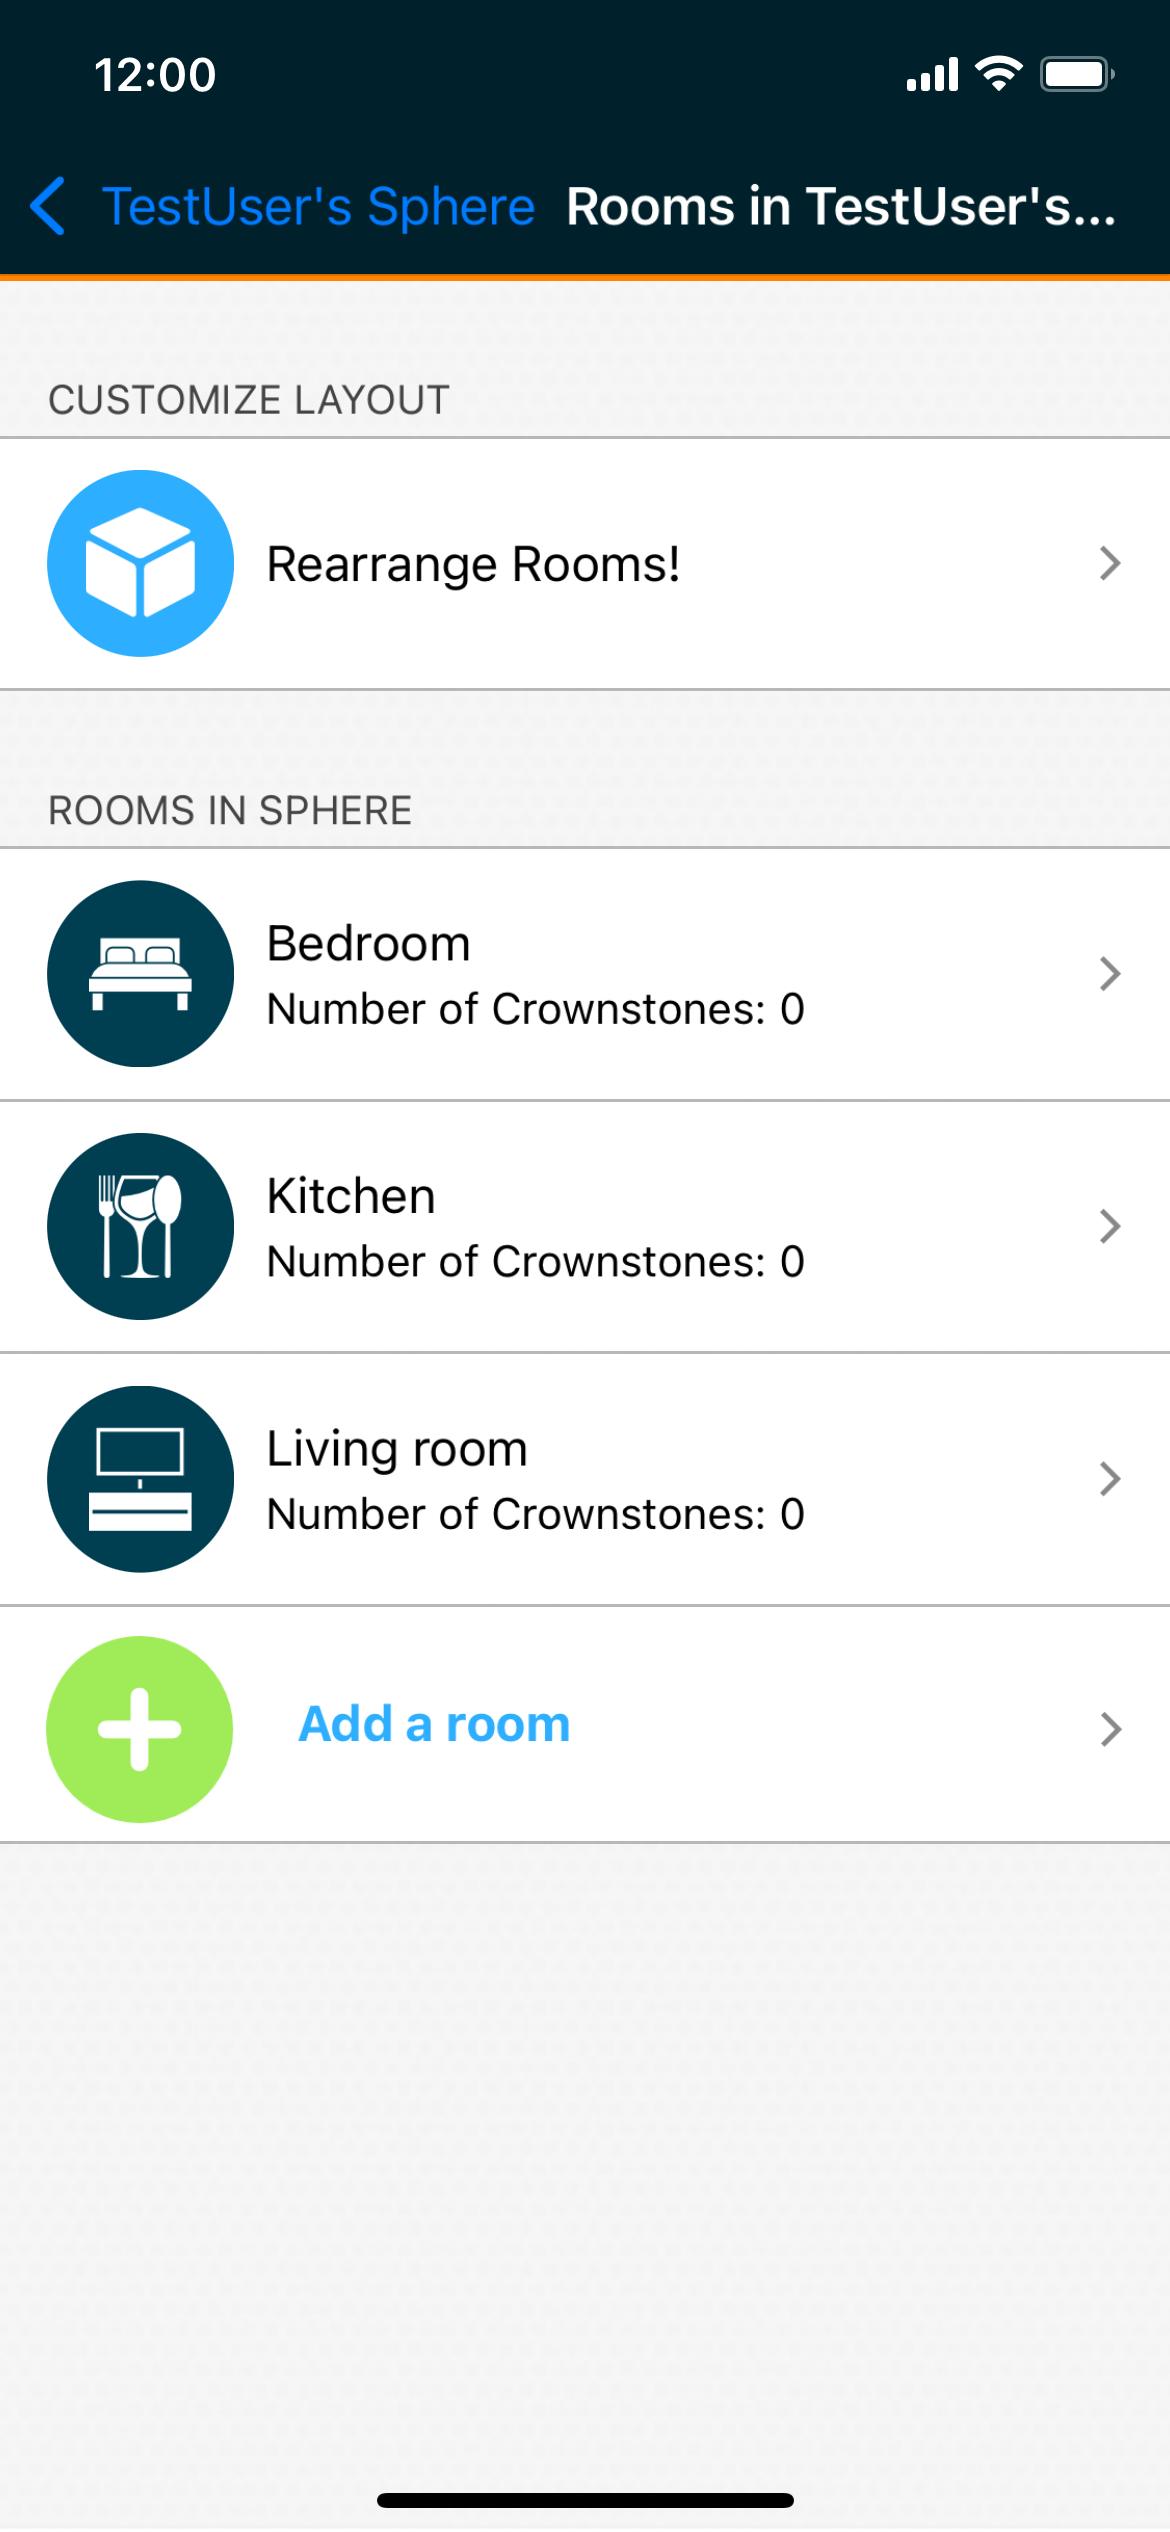 12:00
TestUser's Sphere
Rooms in TestUser's...
CUSTOMIZE LAYOUT
Rearrange Rooms!
ROOMS IN SPHERE
Bedroom
Number of Crownstones: 0
Kitchen
Number of Crownstones: 0
Living room
Number of Crownstones: 0
Add a room